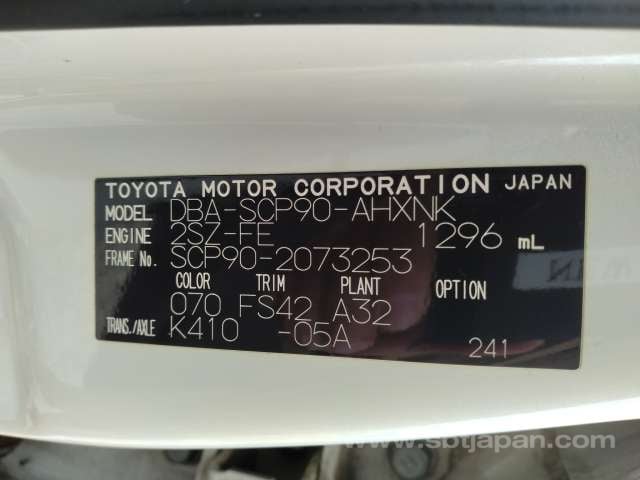 TOYOTA MOTOR CORPORATION JAPAN
MODEL DBA-SCP90-AHXNK
ENGINE 2SZ-FE 1296 mL
FRAME No. SCP90-2073253
COLOR TRIM PLANT OPTION
070 FS42 A32
TRANS./AXLE K410 -05A
241
www.sbtjapan.com